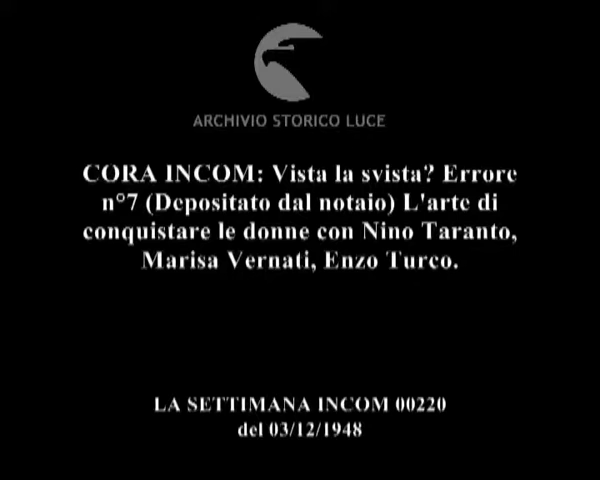 ARCHIVIO STORICO LUCE
CORA INCOM: Vista la svista? Errore
n°7 (Depositato dal notaio) L'arte di
conquistare le donne con Nino Taranto,
Marisa Vernati, Enzo Turco.
LA SETTIMANA INCOM 00220
del 03/12/1948